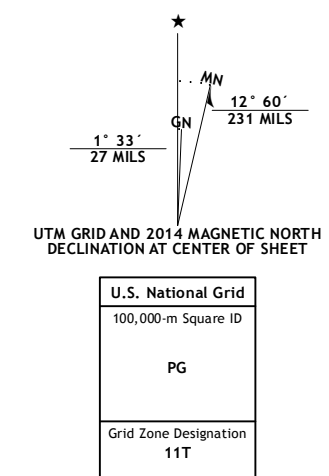 ★
MN
GN
12° 60´
231 MILS
1° 33´
27 MILS
UTM GRID AND 2014 MAGNETIC NORTH
DECLINATION AT CENTER OF SHEET
U.S. National Grid
100,000-m Square ID
PG
Grid Zone Designation
11T